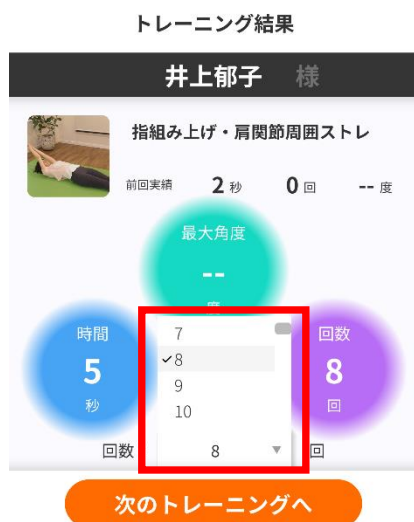 トレーニング結果
井上郁子 様
指組み上げ・肩関節周囲ストレ
前回実績 2 秒 0 回 -- 度
最大角度
--
度
時間
5
秒
回数
8
回
7
✓8
9
10
回数 8 ▼ 回
次のトレーニングへ